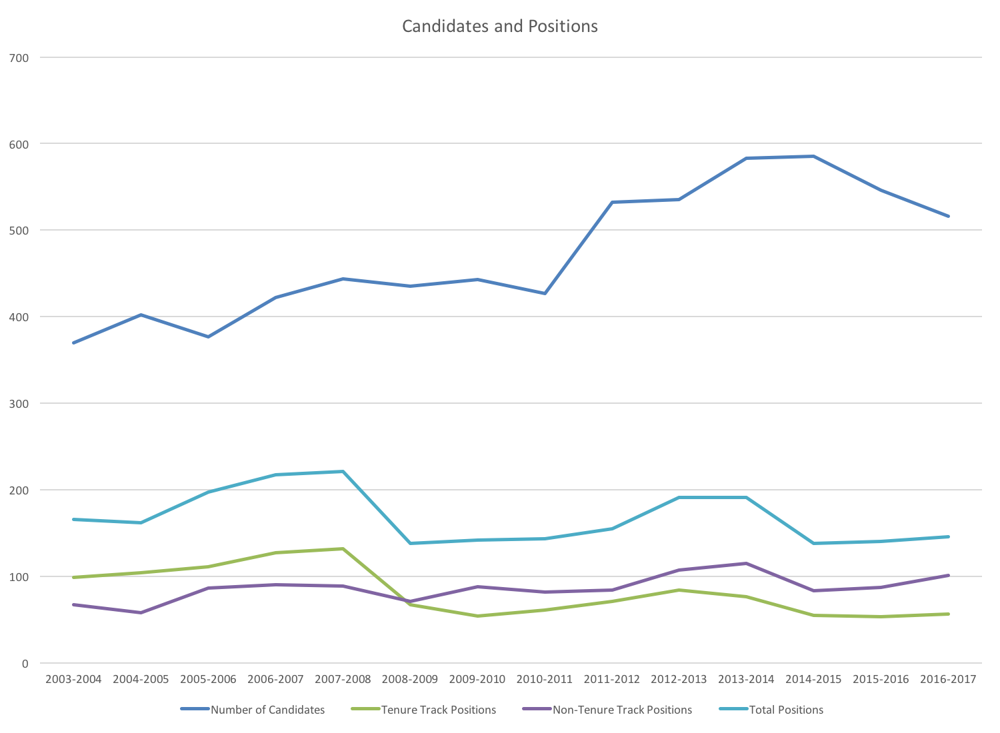 Candidates and Positions
700
600
500
400
300
200
100
0
2003-2004 2004-2005 2005-2006 2006-2007 2007-2008 2008-2009 2009-2010 2010-2011 2011-2012 2012-2013 2013-2014 2014-2015 2015-2016 2016-2017
Number of Candidates Tenure Track Positions Non-Tenure Track Positions Total Positions